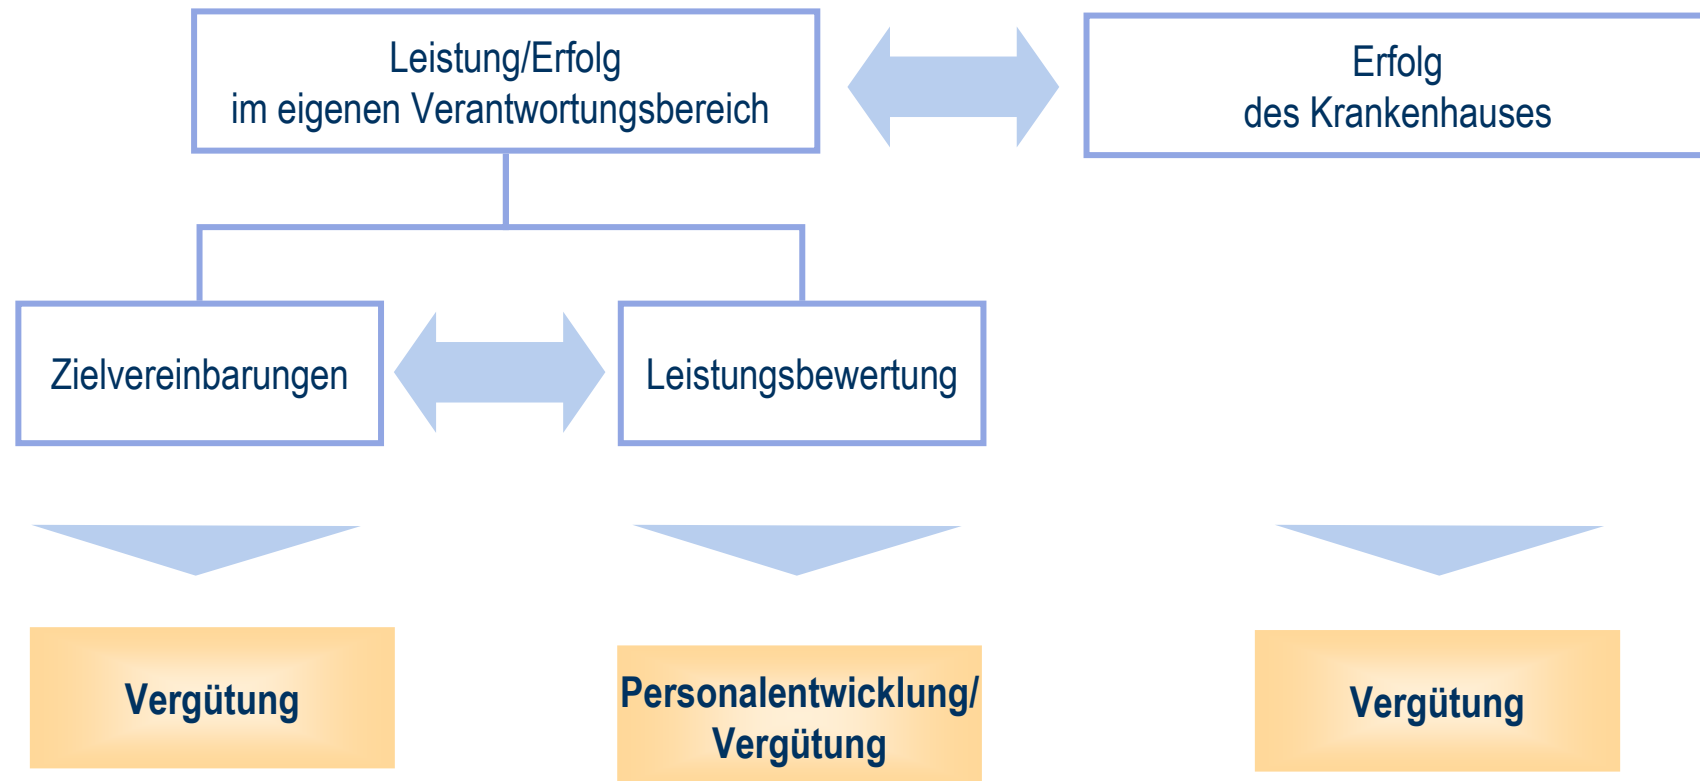 Leistung/Erfolg
im eigenen Verantwortungsbereich
Erfolg
des Krankenhauses
Zielvereinbarungen
Leistungsbewertung
Vergütung
Personalentwicklung/
Vergütung
Vergütung